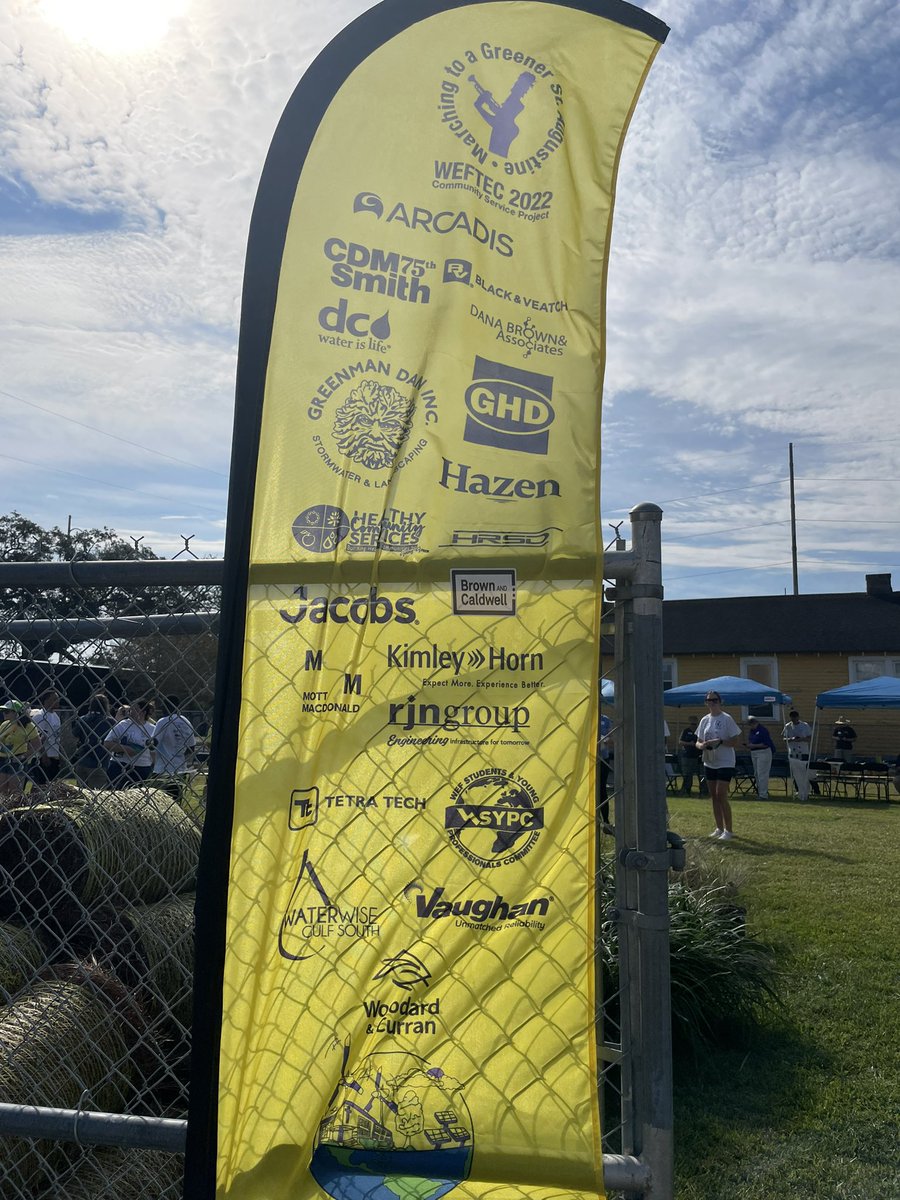 Marching to a Greener St. Augustine •
WEFTEC 2022
Community Service Project
ARCADIS
CDM 75th
Smith
BV
BLACK & VEATCH
dc
water is life®
DANA BROWN &
Associates
GREENMAN DAN INC.
STORMWATER & LANDSCAPING
GHD
Hazen
HEALTHY
Community
SERVICES
HRSD
Jacobs®
Brown AND
Caldwell
Kimley»Horn
Expect More. Experience Better.
M
M
MOTT
MACDONALD
rjngroup
Engineering infrastructure for tomorrow
TETRA TECH
WEF STUDENTS & YOUNG
SYPC
PROFESSIONALS COMMITTEE
WATERWISE
GULF SOUTH
Vaughan®
Unmatched Reliability
Woodard
& Curran